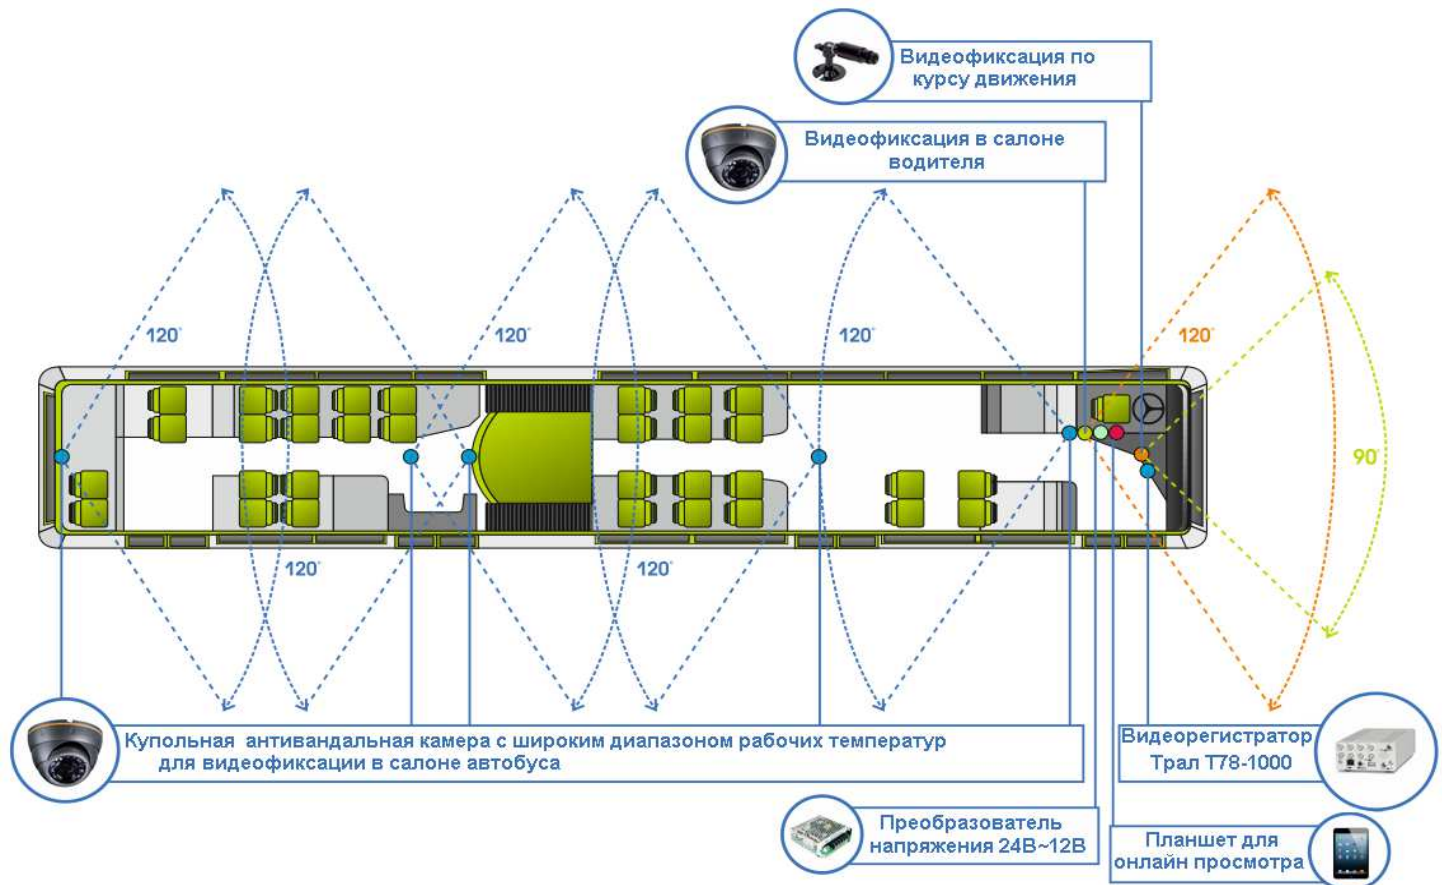 Видеофиксация по
курсу движения
Видеофиксация в салоне
водителя
120°
120°
120°
120°
90°
120°
120°
Купольная антивандальная камера с широким диапазоном рабочих температур
для видеофиксации в салоне автобуса
Видеорегистратор
Трал Т78-1000
Преобразователь
напряжения 24В~12В
Планшет для
онлайн просмотра